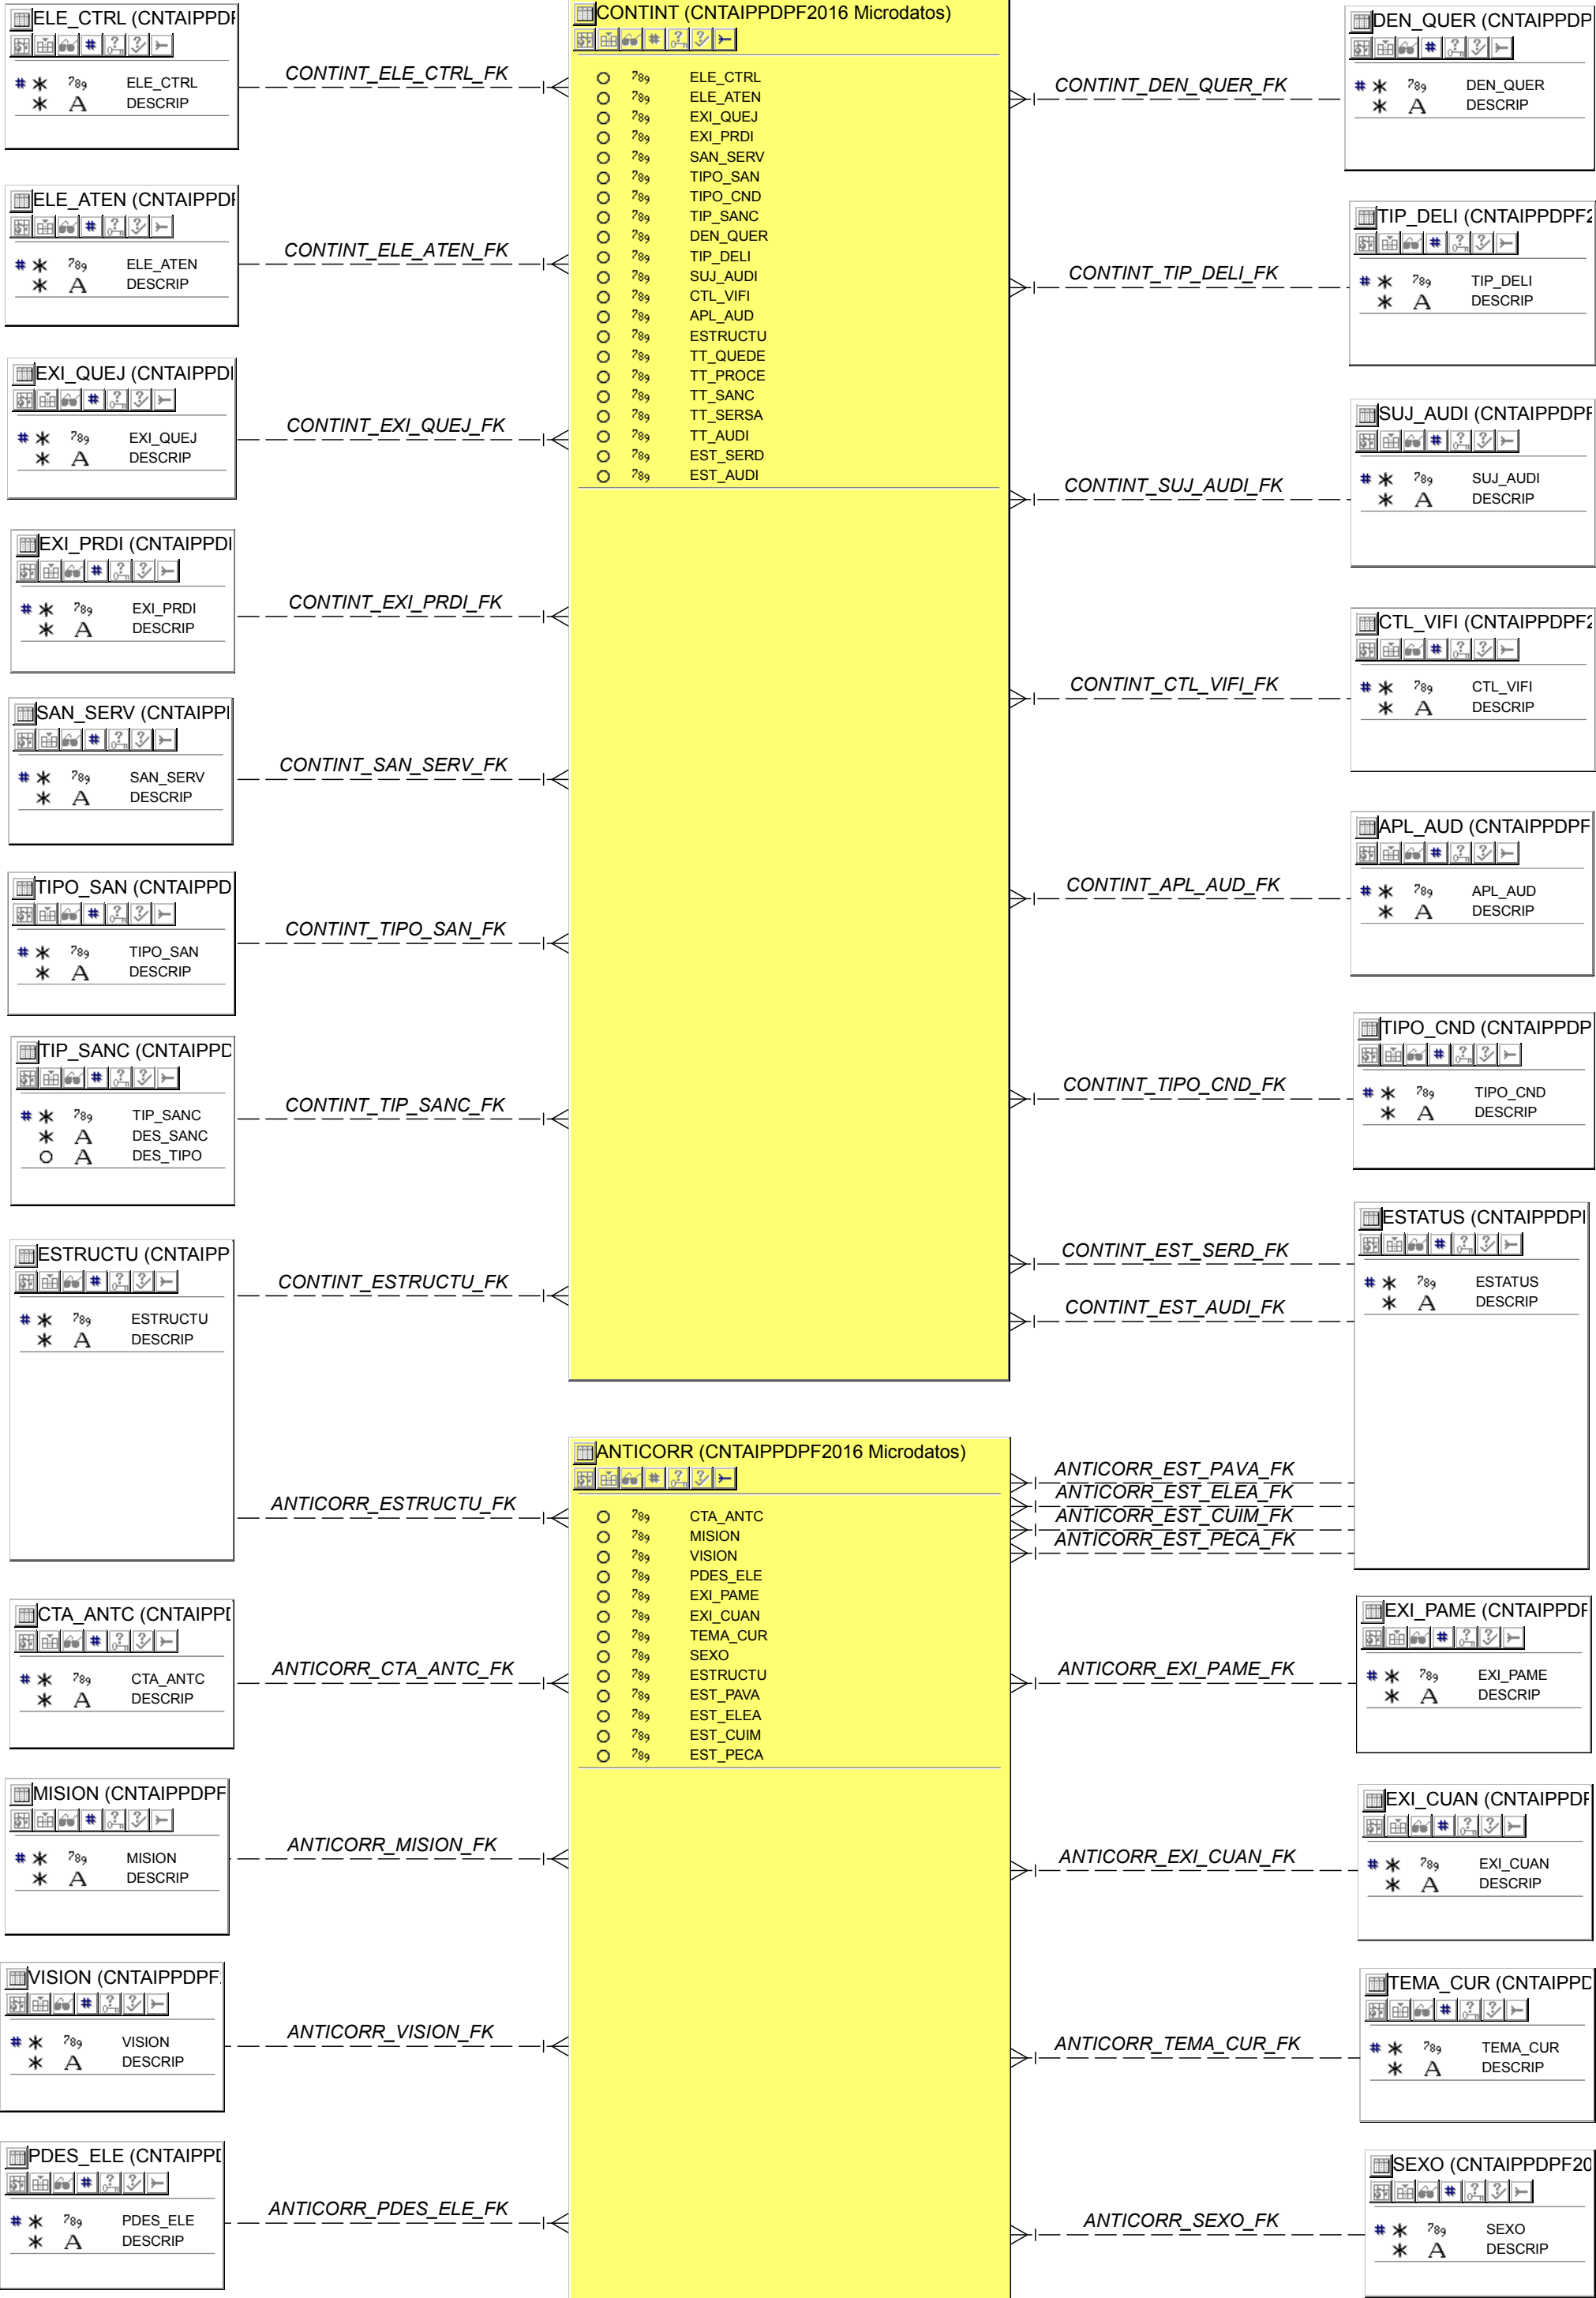 ELE_CTRL (CNTAIPPDF
ELE_CTRL
DESCRIP
CONTINT_ELE_CTRL_FK
ELE_ATEN (CNTAIPPDF
ELE_ATEN
DESCRIP
CONTINT_ELE_ATEN_FK
EXI_QUEJ (CNTAIPPD
EXI_QUEJ
DESCRIP
CONTINT_EXI_QUEJ_FK
EXI_PRDI (CNTAIPPD
EXI_PRDI
DESCRIP
CONTINT_EXI_PRDI_FK
SAN_SERV (CNTAIPP
SAN_SERV
DESCRIP
CONTINT_SAN_SERV_FK
TIPO_SAN (CNTAIPPD
TIPO_SAN
DESCRIP
CONTINT_TIPO_SAN_FK
TIP_SANC (CNTAIPPD
TIP_SANC
DES_SANC
DES_TIPO
CONTINT_TIP_SANC_FK
ESTRUCTU (CNTAIPP
ESTRUCTU
DESCRIP
CONTINT_ESTRUCTU_FK
ANTICORR_ESTRUCTU_FK
CTA_ANTC (CNTAIPP
CTA_ANTC
DESCRIP
ANTICORR_CTA_ANTC_FK
MISION (CNTAIPPDPF
MISION
DESCRIP
ANTICORR_MISION_FK
VISION (CNTAIPPDPF
VISION
DESCRIP
ANTICORR_VISION_FK
PDES_ELE (CNTAIPP
PDES_ELE
DESCRIP
ANTICORR_PDES_ELE_FK
CONTINT (CNTAIPPDPF2016 Microdatos)
ELE_CTRL
ELE_ATEN
EXI_QUEJ
EXI_PRDI
SAN_SERV
TIPO_SAN
TIPO_CND
TIP_SANC
DEN_QUER
TIP_DELI
SUJ_AUDI
CTL_VIFI
APL_AUD
ESTRUCTU
TT_QUEDE
TT_PROCE
TT_SANC
TT_SERSA
TT_AUDI
EST_SERD
EST_AUDI
ANTICORR (CNTAIPPDPF2016 Microdatos)
CTA_ANTC
MISION
VISION
PDES_ELE
EXI_PAME
EXI_CUAN
TEMA_CUR
SEXO
ESTRUCTU
EST_PAVA
EST_ELEA
EST_CUIM
EST_PECA
CONTINT_DEN_QUER_FK
DEN_QUER (CNTAIPPDP
DEN_QUER
DESCRIP
CONTINT_TIP_DELI_FK
TIP_DELI (CNTAIPPDPF2
TIP_DELI
DESCRIP
CONTINT_SUJ_AUDI_FK
SUJ_AUDI (CNTAIPPDPF
SUJ_AUDI
DESCRIP
CONTINT_CTL_VIFI_FK
CTL_VIFI (CNTAIPPDPF2
CTL_VIFI
DESCRIP
CONTINT_APL_AUD_FK
APL_AUD (CNTAIPPDPF
APL_AUD
DESCRIP
CONTINT_TIPO_CND_FK
TIPO_CND (CNTAIPPDP
TIPO_CND
DESCRIP
CONTINT_EST_SERD_FK
CONTINT_EST_AUDI_FK
ESTATUS (CNTAIPPDP
ESTATUS
DESCRIP
ANTICORR_EST_PAVA_FK
ANTICORR_EST_ELEA_FK
ANTICORR_EST_CUIM_FK
ANTICORR_EST_PECA_FK
ANTICORR_EXI_PAME_FK
EXI_PAME (CNTAIPPDF
EXI_PAME
DESCRIP
ANTICORR_EXI_CUAN_FK
EXI_CUAN (CNTAIPPDF
EXI_CUAN
DESCRIP
ANTICORR_TEMA_CUR_FK
TEMA_CUR (CNTAIPPD
TEMA_CUR
DESCRIP
ANTICORR_SEXO_FK
SEXO (CNTAIPPDPF20
SEXO
DESCRIP